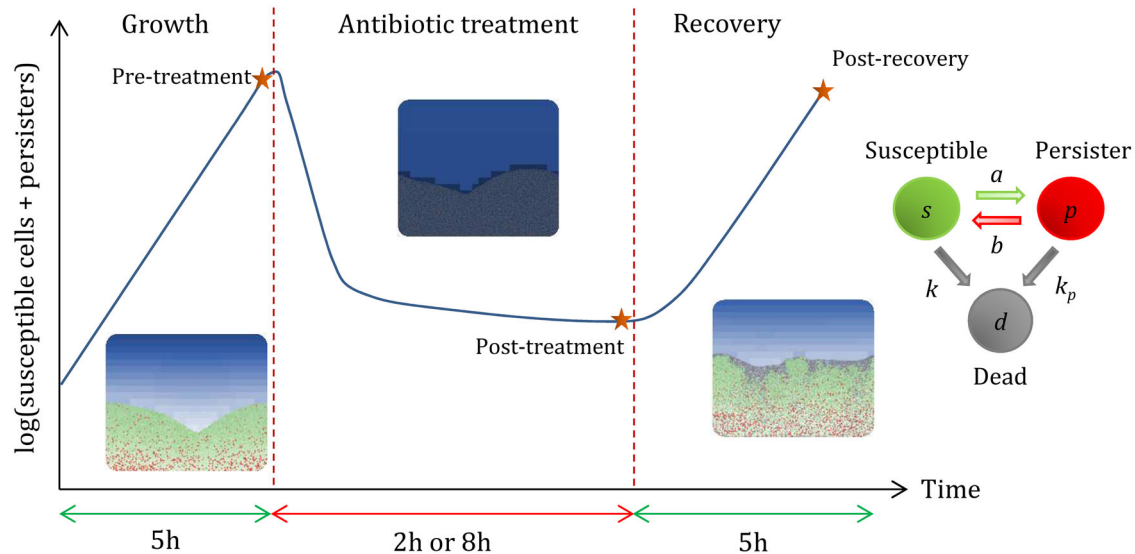 Growth
Antibiotic treatment
Recovery
Pre-treatment
Post-recovery
log(susceptible cells + persisters)
Susceptible
Persister
a
s
p
b
k
k_p
d
Dead
Post-treatment
Time
5h
2h or 8h
5h